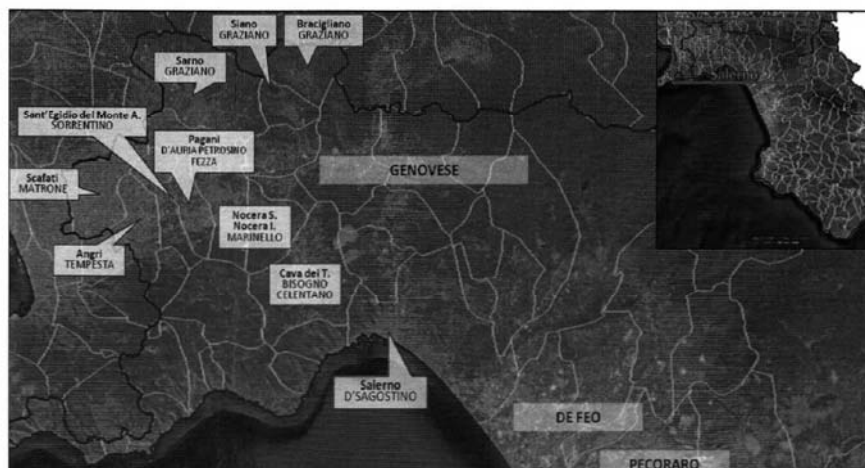 Siano
GRAZIANO
Bracigliano
GRAZIANO
Sarno
GRAZIANO
Salerno
Sant'Egidio del Monte A.
SORRENTINO
Pagani
D'AURIA PETROSINO
FEZZA
GENOVESE
Scafati
MATRONE
Nocera S.
Nocera I.
MARINELLO
Angri
TEMPESTA
Cava dei T.
BISOGNO
CELENTANO
Salerno
D'SAGOSTINO
DE FEO
PECORARO